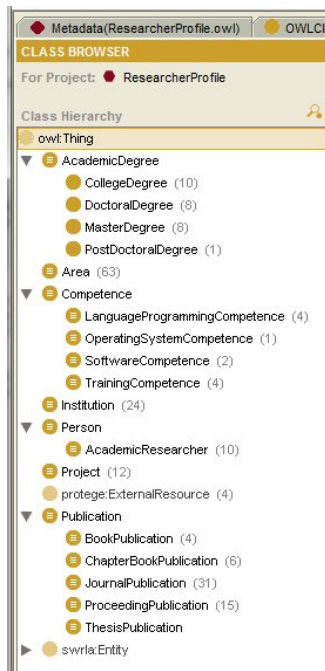 Metadata(ResearcherProfile.owl) OWLCl
CLASS BROWSER
For Project: ResearcherProfile
Class Hierarchy
owl:Thing
AcademicDegree
CollegeDegree (10)
DoctoralDegree (8)
MasterDegree (8)
PostDoctoralDegree (1)
Area (63)
Competence
LanguageProgrammingCompetence (4)
OperatingSystemCompetence (1)
SoftwareCompetence (2)
TrainingCompetence (4)
Institution (24)
Person
AcademicResearcher (10)
Project (12)
protege:ExternalResource (4)
Publication
BookPublication (4)
ChapterBookPublication (6)
JournalPublication (31)
ProceedingPublication (15)
ThesisPublication
swrla:Entity